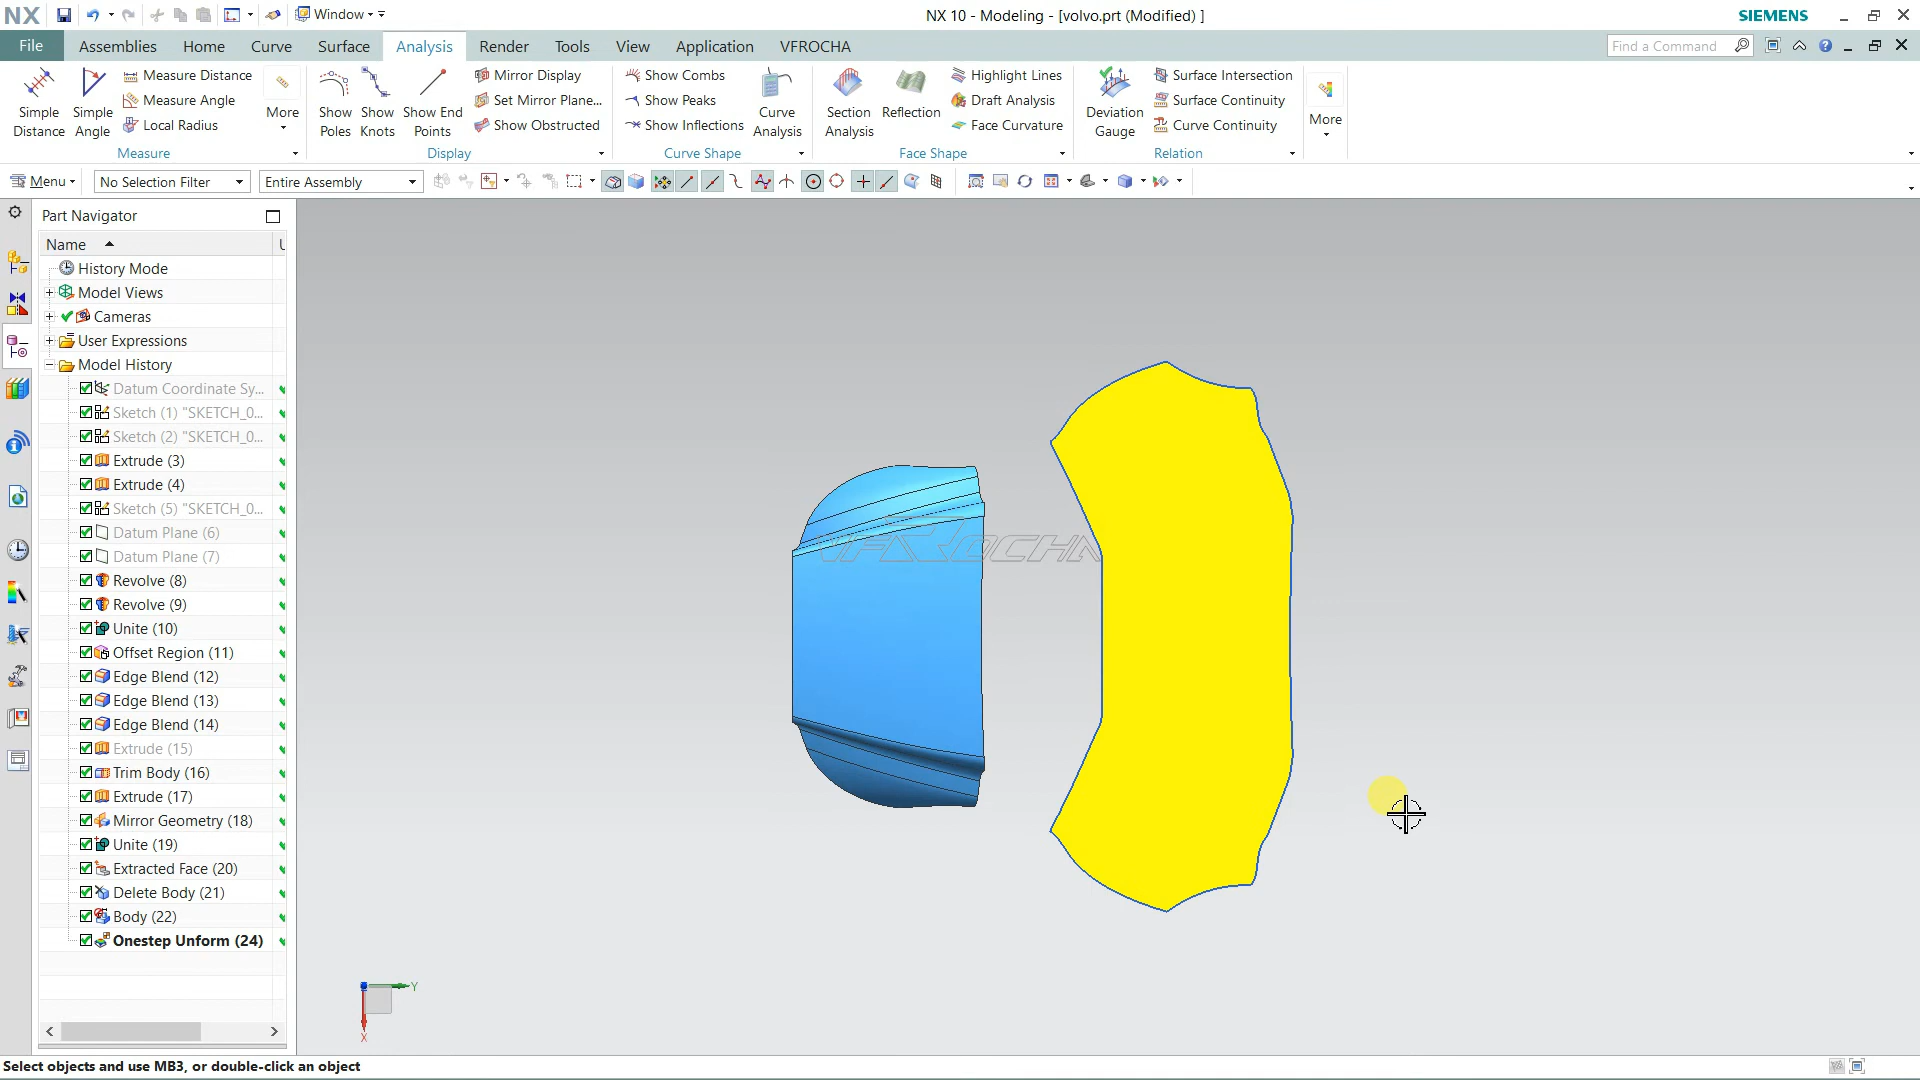 NX
Window
NX 10 - Modeling - [volvo.prt (Modified) ]
SIEMENS
File
Assemblies
Home
Curve
Surface
Analysis
Render
Tools
View
Application
VFROCHA
Find a Command
Simple Distance
Simple Angle
Measure Distance
Measure Angle
Local Radius
More
Show Poles
Show Knots
Show End Points
Mirror Display
Set Mirror Plane...
Show Obstructed
Show Combs
Show Peaks
Show Inflections
Curve Analysis
Section Analysis
Reflection
Highlight Lines
Draft Analysis
Face Curvature
Deviation Gauge
Surface Intersection
Surface Continuity
Curve Continuity
More
Measure
Display
Curve Shape
Face Shape
Relation
Menu
No Selection Filter
Entire Assembly
Part Navigator
Name
History Mode
Model Views
Cameras
User Expressions
Model History
Datum Coordinate Sy...
Sketch (1) "SKETCH_0...
Sketch (2) "SKETCH_0...
Extrude (3)
Extrude (4)
Sketch (5) "SKETCH_0...
Datum Plane (6)
Datum Plane (7)
Revolve (8)
Revolve (9)
Unite (10)
Offset Region (11)
Edge Blend (12)
Edge Blend (13)
Edge Blend (14)
Extrude (15)
Trim Body (16)
Extrude (17)
Mirror Geometry (18)
Unite (19)
Extracted Face (20)
Delete Body (21)
Body (22)
Onestep Unform (24)
VFROCHA
Y
X
Select objects and use MB3, or double-click an object